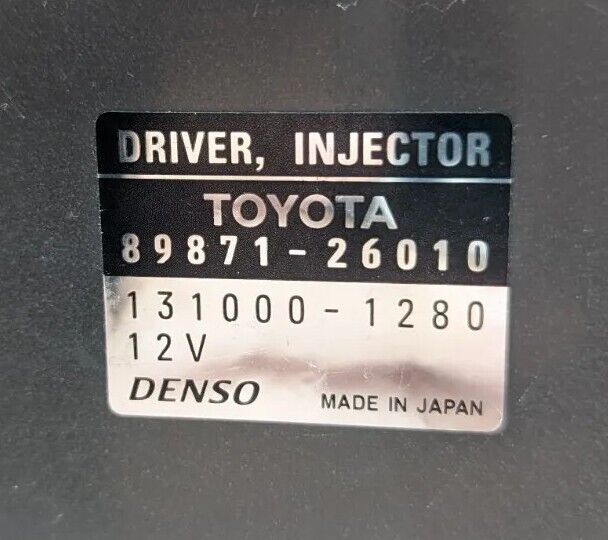 DRIVER, INJECTOR
TOYOTA
89871-26010
131000-1280
12V
DENSO MADE IN JAPAN